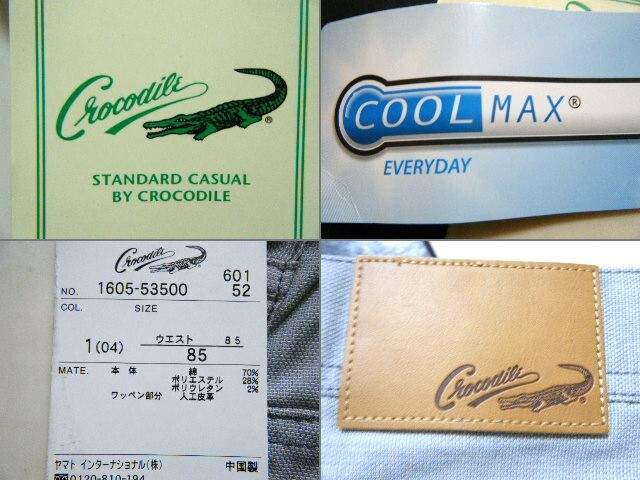 Crocodile
®
STANDARD CASUAL
BY CROCODILE
COOLMAX®
EVERYDAY
Crocodile
601
NO. 1605-53500 52
COL. SIZE
1(04) ウエスト 85
85
MATE. 本体 綿 70%
ポリエステル 28%
ポリウレタン 2%
ワッペン部分 人工皮革
ヤマト インターナショナル(株) 中国製
0120-810-194
Crocodile
®